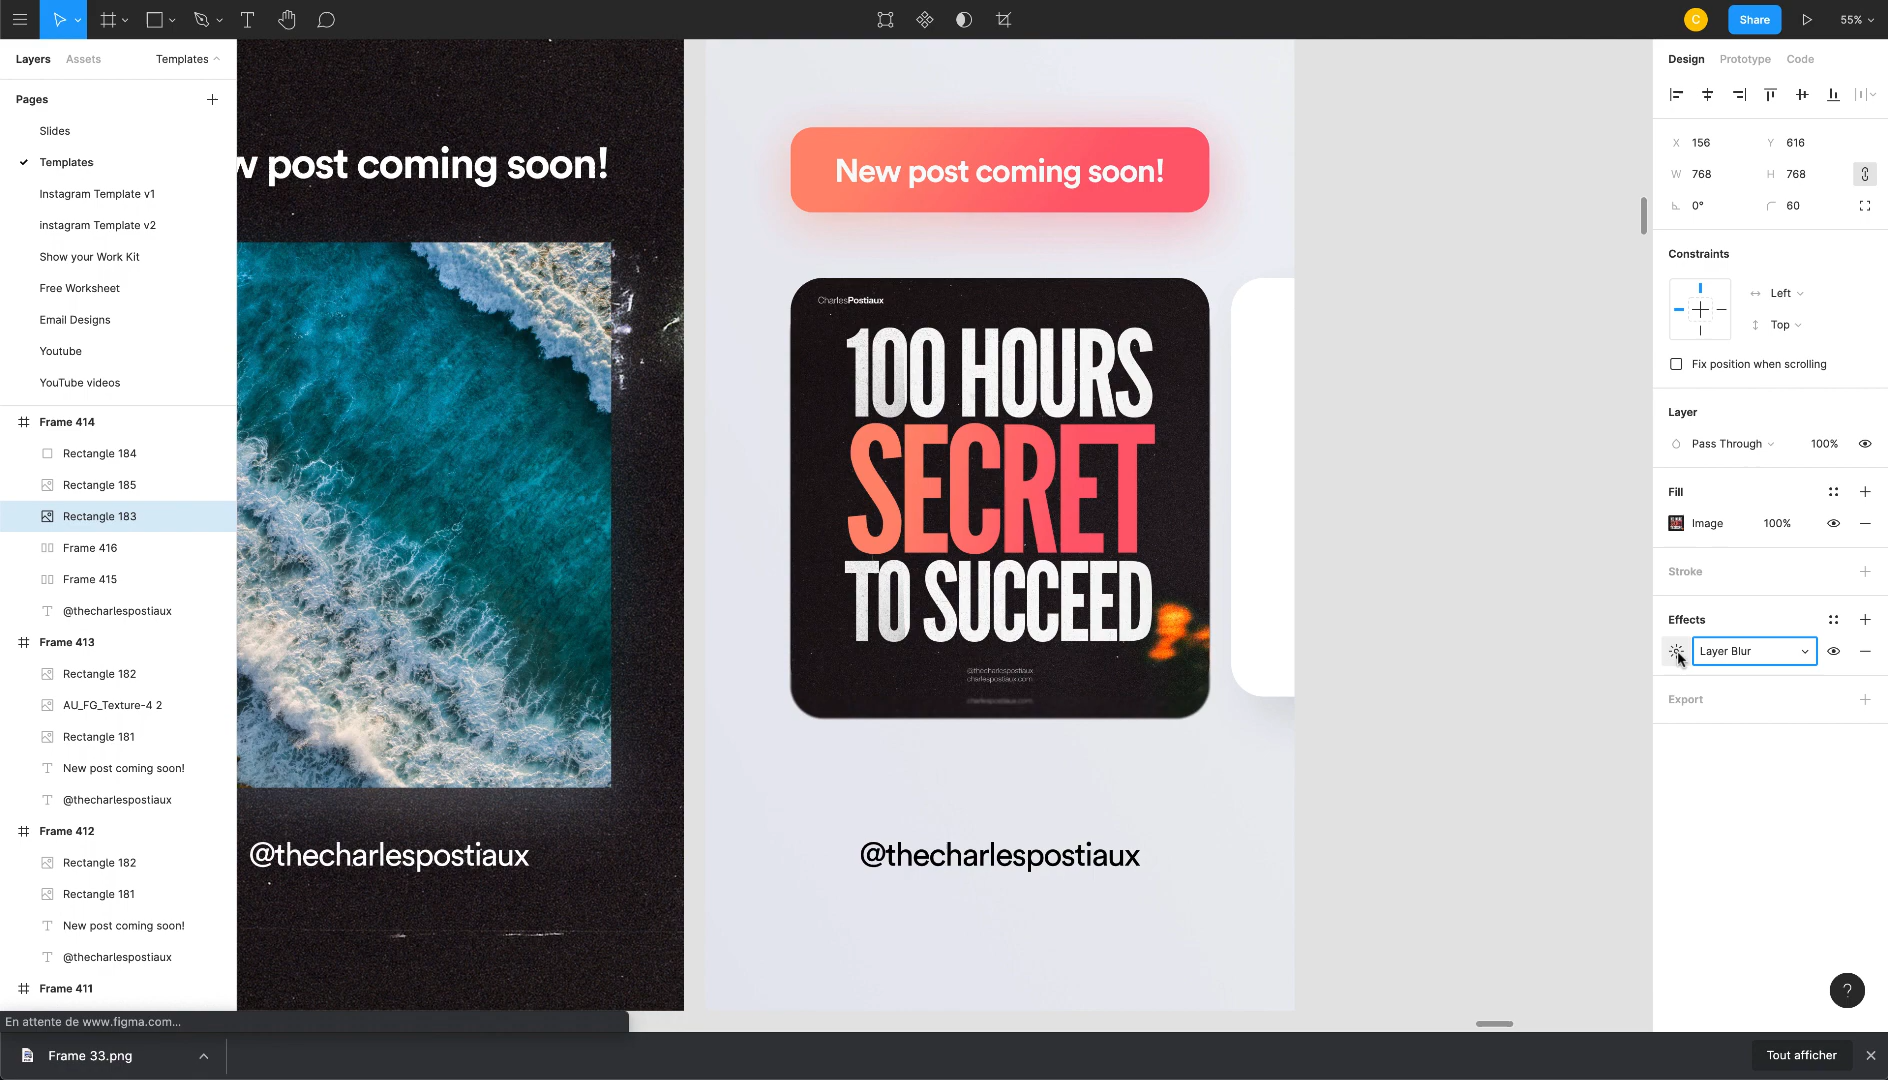 C
Share
55%
Layers
Assets
Templates
Pages
Slides
Templates
Instagram Template v1
instagram Template v2
Show your Work Kit
Free Worksheet
Email Designs
Youtube
YouTube videos
Frame 414
Rectangle 184
Rectangle 185
Rectangle 183
Frame 416
Frame 415
@thecharlespostiaux
Frame 413
Rectangle 182
AU_FG_Texture-4 2
Rectangle 181
New post coming soon!
@thecharlespostiaux
Frame 412
Rectangle 182
Rectangle 181
New post coming soon!
@thecharlespostiaux
Frame 411
w post coming soon!
@thecharlespostiaux
New post coming soon!
CharlesPostiaux
100 HOURS
SECRET
TO SUCCEED
@thecharlespostiaux
charlespostiaux.com
charlespostiaux.com
@thecharlespostiaux
Design
Prototype
Code
X 156
Y 616
W 768
H 768
0°
60
Constraints
Left
Top
Fix position when scrolling
Layer
Pass Through
100%
Fill
Image
100%
Stroke
Effects
Layer Blur
Export
?
En attente de www.figma.com...
Frame 33.png
Tout afficher